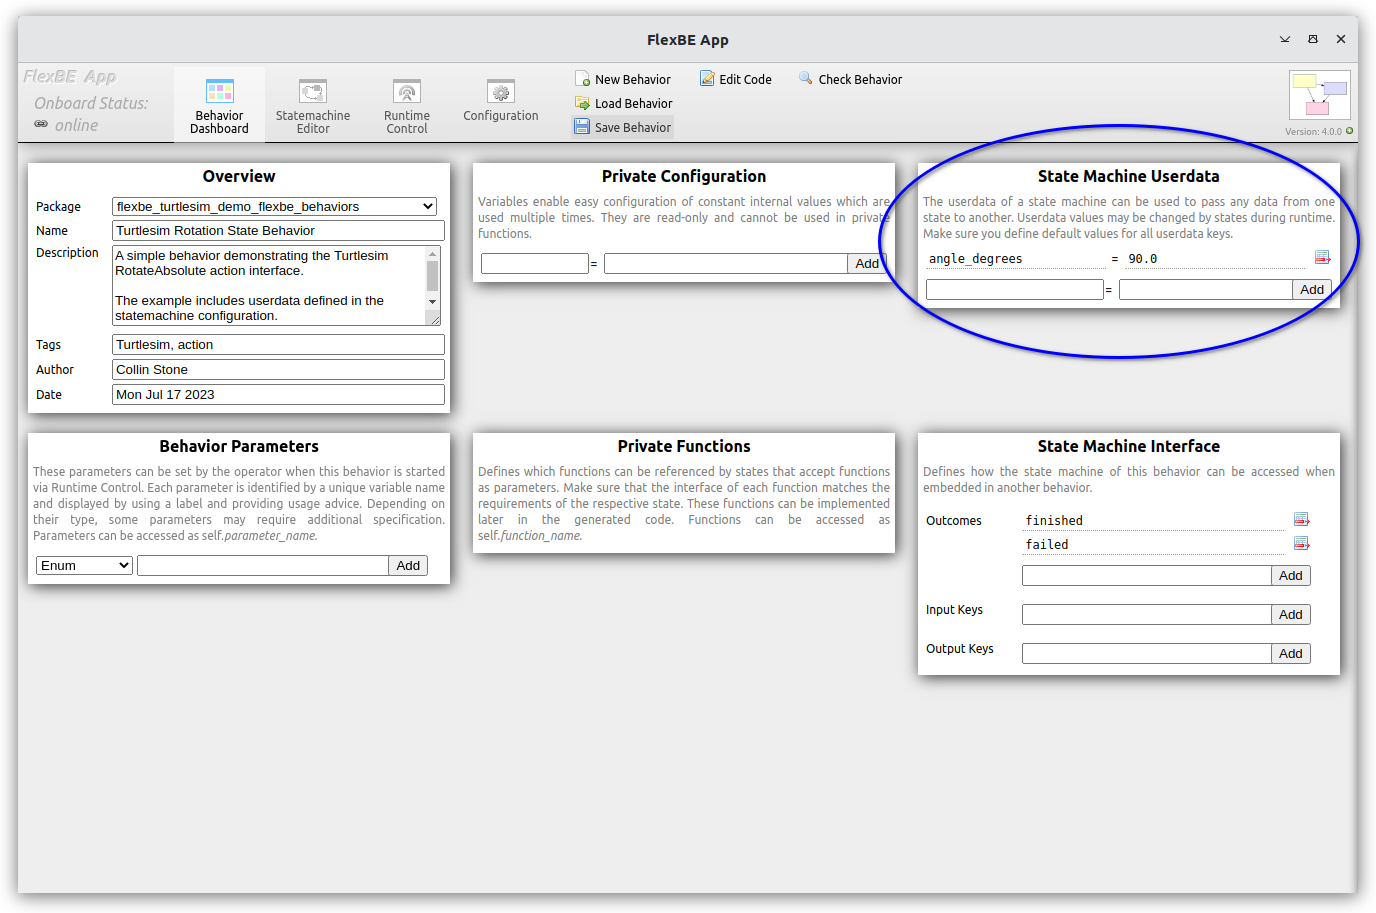 FlexBE App
FlexBE App
Onboard Status:
online
Behavior
Dashboard
Statemachine
Editor
Runtime
Control
Configuration
New Behavior
Load Behavior
Save Behavior
Edit Code
Check Behavior
Version: 4.0.0
Overview
Package
flexbe_turtlesim_demo_flexbe_behaviors
Name
Turtlesim Rotation State Behavior
Description
A simple behavior demonstrating the Turtlesim
RotateAbsolute action interface.
The example includes userdata defined in the
statemachine configuration.
Tags
Turtlesim, action
Author
Collin Stone
Date
Mon Jul 17 2023
Private Configuration
Variables enable easy configuration of constant internal values which are
used multiple times. They are read-only and cannot be used in private
functions.
= Add
State Machine Userdata
The userdata of a state machine can be used to pass any data from one
state to another. Userdata values may be changed by states during runtime.
Make sure you define default values for all userdata keys.
angle_degrees = 90.0
= Add
Behavior Parameters
These parameters can be set by the operator when this behavior is started
via Runtime Control. Each parameter is identified by a unique variable name
and displayed by using a label and providing usage advice. Depending on
their type, some parameters may require additional specification.
Parameters can be accessed as self.parameter_name.
Enum Add
Private Functions
Defines which functions can be referenced by states that accept functions
as parameters. Make sure that the interface of each function matches the
requirements of the respective state. These functions can be implemented
later in the generated code. Functions can be accessed as
self.function_name.
State Machine Interface
Defines how the state machine of this behavior can be accessed when
embedded in another behavior.
Outcomes
finished
failed
Add
Input Keys
Add
Output Keys
Add